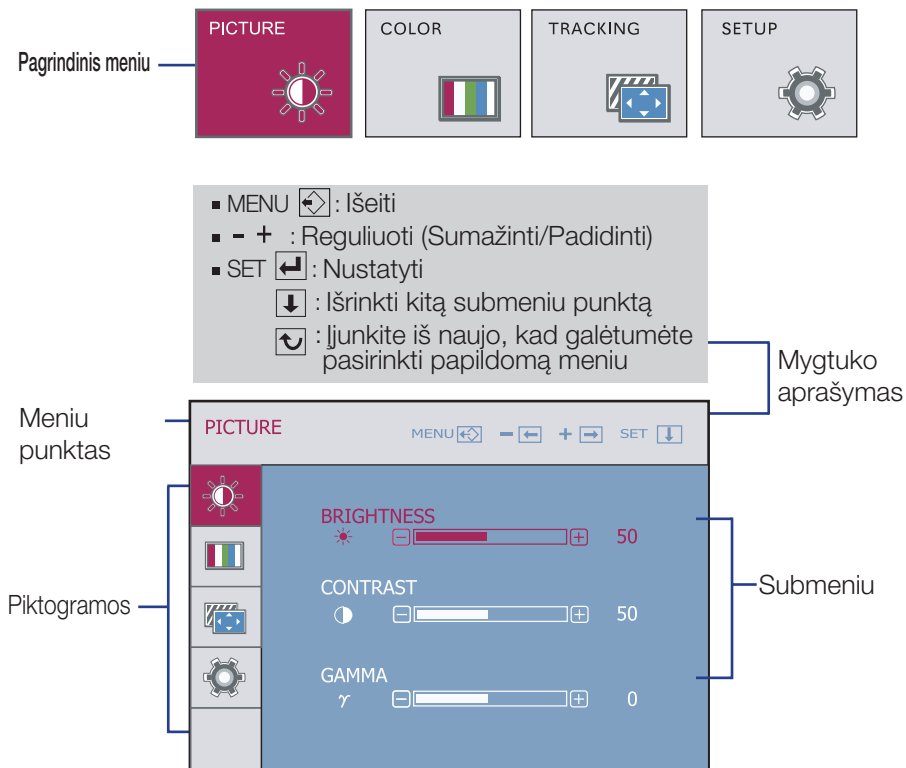 PICTURE
COLOR
TRACKING
SETUP
Pagrindinis meniu
MENU : Išeiti
- + : Reguliuoti (Sumažinti/Padidinti)
SET : Nustatyti
: Išrinkti kitą submeniu punktą
: Įjunkite iš naujo, kad galėtumėte
pasirinkti papildomą meniu
Mygtuko
aprašymas
Meniu
punktas
PICTURE
MENU - + SET
BRIGHTNESS
50
CONTRAST
50
GAMMA
γ 0
Piktogramos
Submeniu